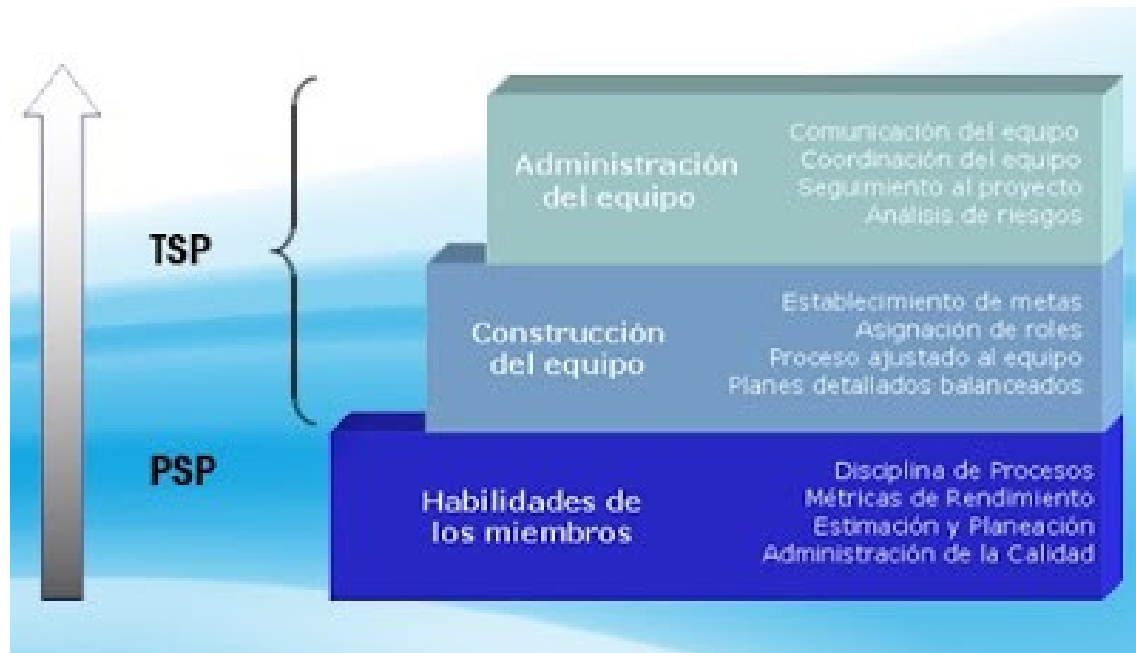 TSP
Administración
del equipo
Comunicación del equipo
Coordinación del equipo
Seguimiento al proyecto
Análisis de riesgos
Construcción
del equipo
Establecimiento de metas
Asignación de roles
Proceso ajustado al equipo
Planes detallados balanceados
PSP
Habilidades de
los miembros
Disciplina de Procesos
Métricas de Rendimiento
Estimación y Planeación
Administración de la Calidad